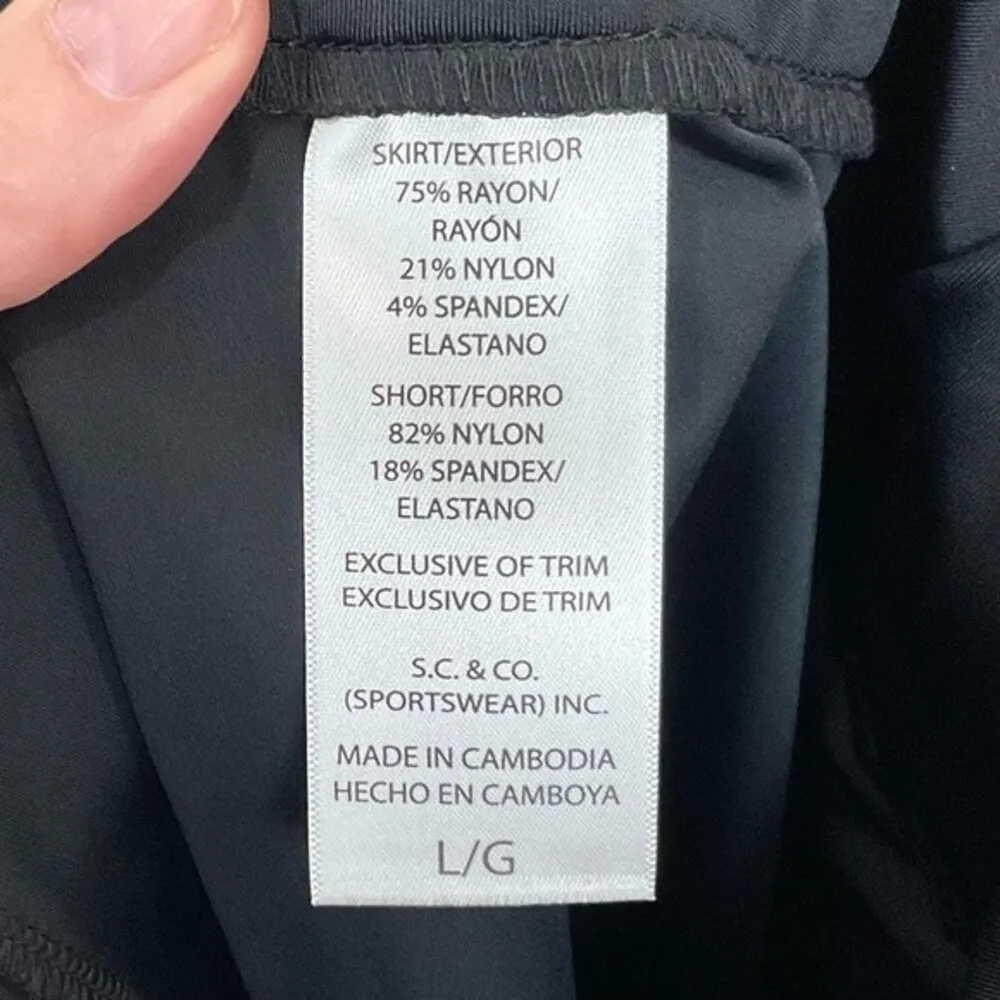 SKIRT/EXTERIOR
75% RAYON/
RAYÓN
21% NYLON
4% SPANDEX/
ELASTANO
SHORT/FORRO
82% NYLON
18% SPANDEX/
ELASTANO
EXCLUSIVE OF TRIM
EXCLUSIVO DE TRIM
S.C. & CO.
(SPORTSWEAR) INC.
MADE IN CAMBODIA
HECHO EN CAMBOYA
L/G